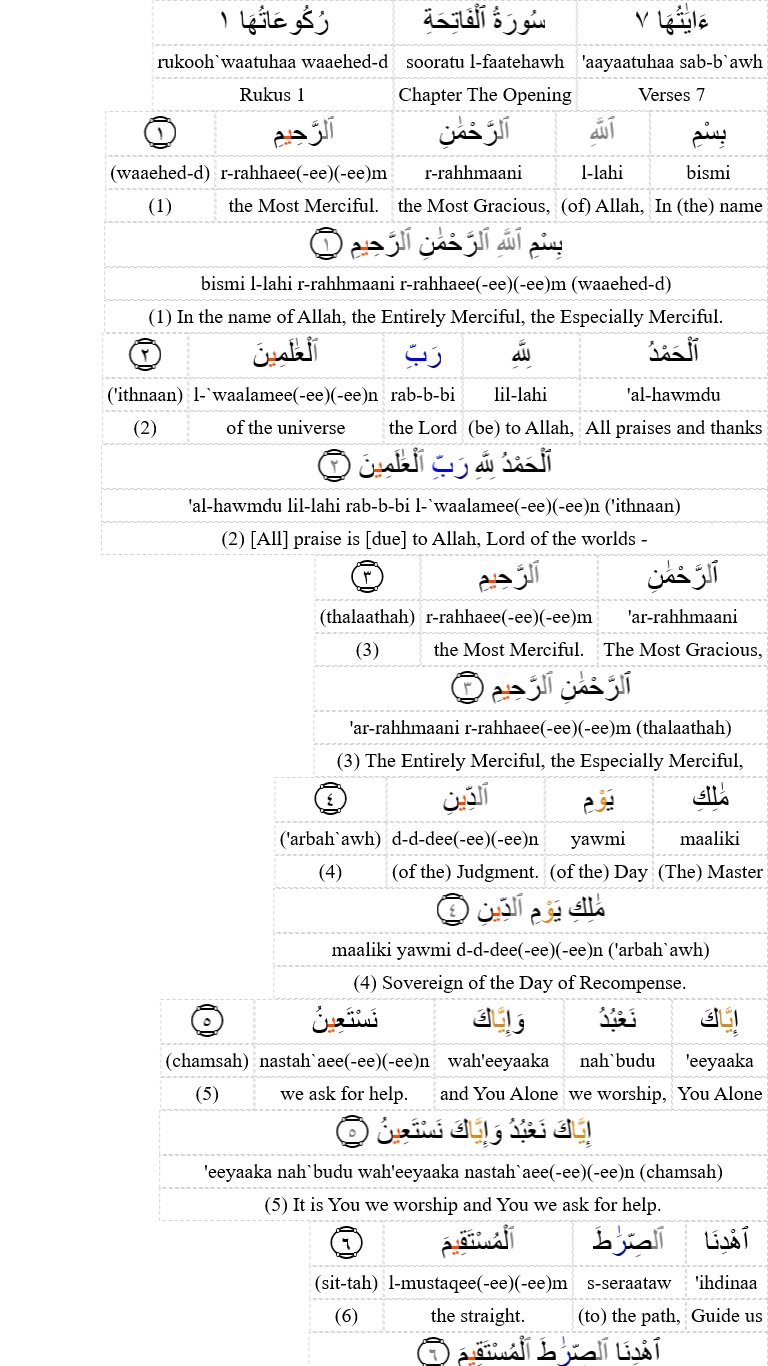 ءَايَٰتُهَا ٧ سُورَةُ ٱلْفَاتِحَةِ رُكُوعَاتُهَا ١
'aayaatuhaa sab-b`awh sooratu l-faatehawh rukooh`waatuhaa waaehed-d
Verses 7 Chapter The Opening Rukus 1
بِسْمِ ٱللَّهِ ٱلرَّحْمَٰنِ ٱلرَّحِيمِ ١
bismi l-lahi r-rahhmaani r-rahhaee(-ee)(-ee)m (waaehed-d)
In (the) name (of) Allah, the Most Gracious, the Most Merciful. (1)
بِسْمِ ٱللَّهِ ٱلرَّحْمَٰنِ ٱلرَّحِيمِ ١
bismi l-lahi r-rahhmaani r-rahhaee(-ee)(-ee)m (waaehed-d)
(1) In the name of Allah, the Entirely Merciful, the Especially Merciful.
ٱلْحَمْدُ لِلَّهِ رَبِّ ٱلْعَٰلَمِينَ ٢
'al-hawmdu lil-lahi rab-b-bi l-`waalamee(-ee)(-ee)n ('ithnaan)
All praises and thanks (be) to Allah, the Lord of the universe (2)
ٱلْحَمْدُ لِلَّهِ رَبِّ ٱلْعَٰلَمِينَ ٢
'al-hawmdu lil-lahi rab-b-bi l-`waalamee(-ee)(-ee)n ('ithnaan)
(2) [All] praise is [due] to Allah, Lord of the worlds -
ٱلرَّحْمَٰنِ ٱلرَّحِيمِ ٣
'ar-rahhmaani r-rahhaee(-ee)(-ee)m (thalaathah)
The Most Gracious, the Most Merciful. (3)
ٱلرَّحْمَٰنِ ٱلرَّحِيمِ ٣
'ar-rahhmaani r-rahhaee(-ee)(-ee)m (thalaathah)
(3) The Entirely Merciful, the Especially Merciful,
مَٰلِكِ يَوْمِ ٱلدِّينِ ٤
maaliki yawmi d-d-dee(-ee)(-ee)n ('arbah`awh)
(The) Master (of the) Day (of the) Judgment. (4)
مَٰلِكِ يَوْمِ ٱلدِّينِ ٤
maaliki yawmi d-d-dee(-ee)(-ee)n ('arbah`awh)
(4) Sovereign of the Day of Recompense.
إِيَّاكَ نَعْبُدُ وَإِيَّاكَ نَسْتَعِينُ ٥
'eeyaaka nah`budu wah'eeyaaka nastah`aee(-ee)(-ee)n (chamsah)
You Alone we worship, and You Alone we ask for help. (5)
إِيَّاكَ نَعْبُدُ وَإِيَّاكَ نَسْتَعِينُ ٥
'eeyaaka nah`budu wah'eeyaaka nastah`aee(-ee)(-ee)n (chamsah)
(5) It is You we worship and You we ask for help.
ٱهْدِنَا ٱلصِّرَٰطَ ٱلْمُسْتَقِيمَ ٦
'ihdinaa s-seraataw l-mustaqee(-ee)(-ee)m (sit-tah)
Guide us (to) the path, the straight. (6)
ٱهْدِنَا ٱلصِّرَٰطَ ٱلْمُسْتَقِيمَ ٦